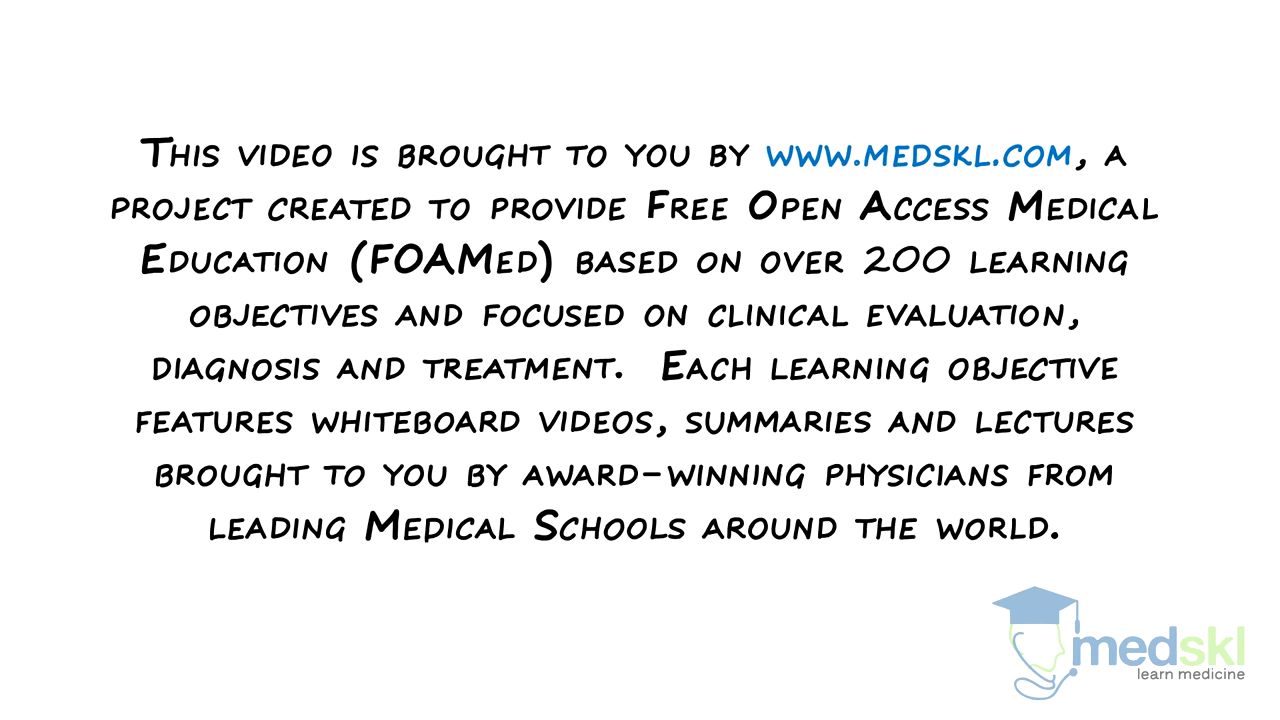 This video is brought to you by www.medskl.com, a
project created to provide Free Open Access Medical
Education (FOAMed) based on over 200 learning
objectives and focused on clinical evaluation,
diagnosis and treatment. Each learning objective
features whiteboard videos, summaries and lectures
brought to you by award-winning physicians from
leading Medical Schools around the world.
medskl
learn medicine